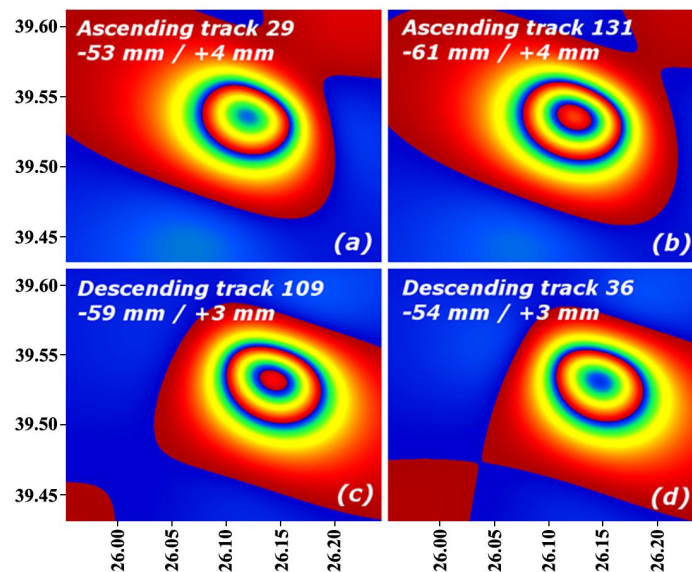 39.60
39.55
39.50
39.45
Ascending track 29
-53 mm / +4 mm
(a)
Ascending track 131
-61 mm / +4 mm
(b)
39.60
39.55
39.50
39.45
Descending track 109
-59 mm / +3 mm
(c)
Descending track 36
-54 mm / +3 mm
(d)
26.00
26.05
26.10
26.15
26.20
26.00
26.05
26.10
26.15
26.20